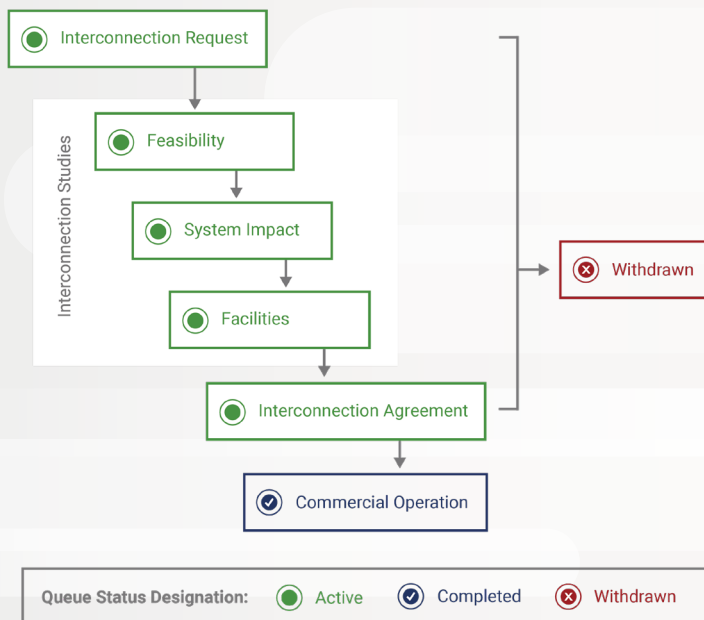 Interconnection Request
Interconnection Studies
Feasibility
System Impact
Facilities
Withdrawn
Interconnection Agreement
Commercial Operation
Queue Status Designation: Active Completed Withdrawn